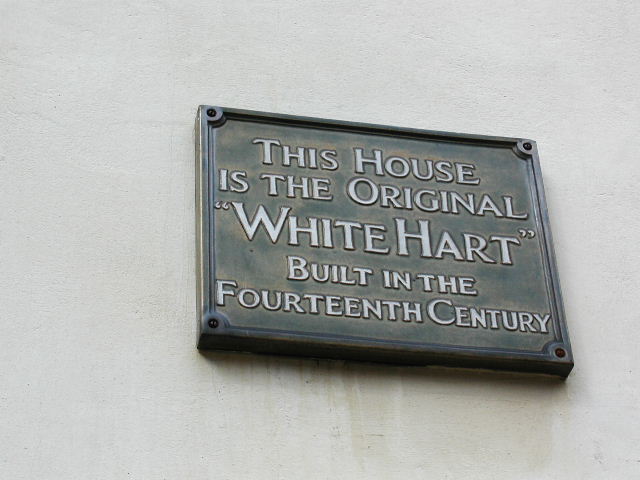 THIS HOUSE
IS THE ORIGINAL
“WHITE HART”
BUILT IN THE
FOURTEENTH CENTURY